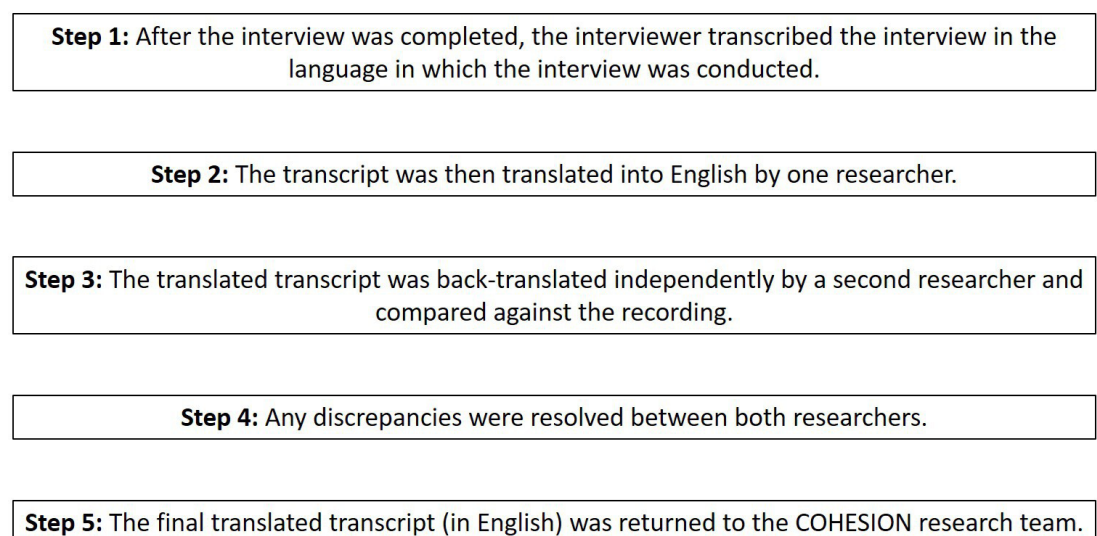 Step 1: After the interview was completed, the interviewer transcribed the interview in the
language in which the interview was conducted.
Step 2: The transcript was then translated into English by one researcher.
Step 3: The translated transcript was back-translated independently by a second researcher and
compared against the recording.
Step 4: Any discrepancies were resolved between both researchers.
Step 5: The final translated transcript (in English) was returned to the COHESION research team.